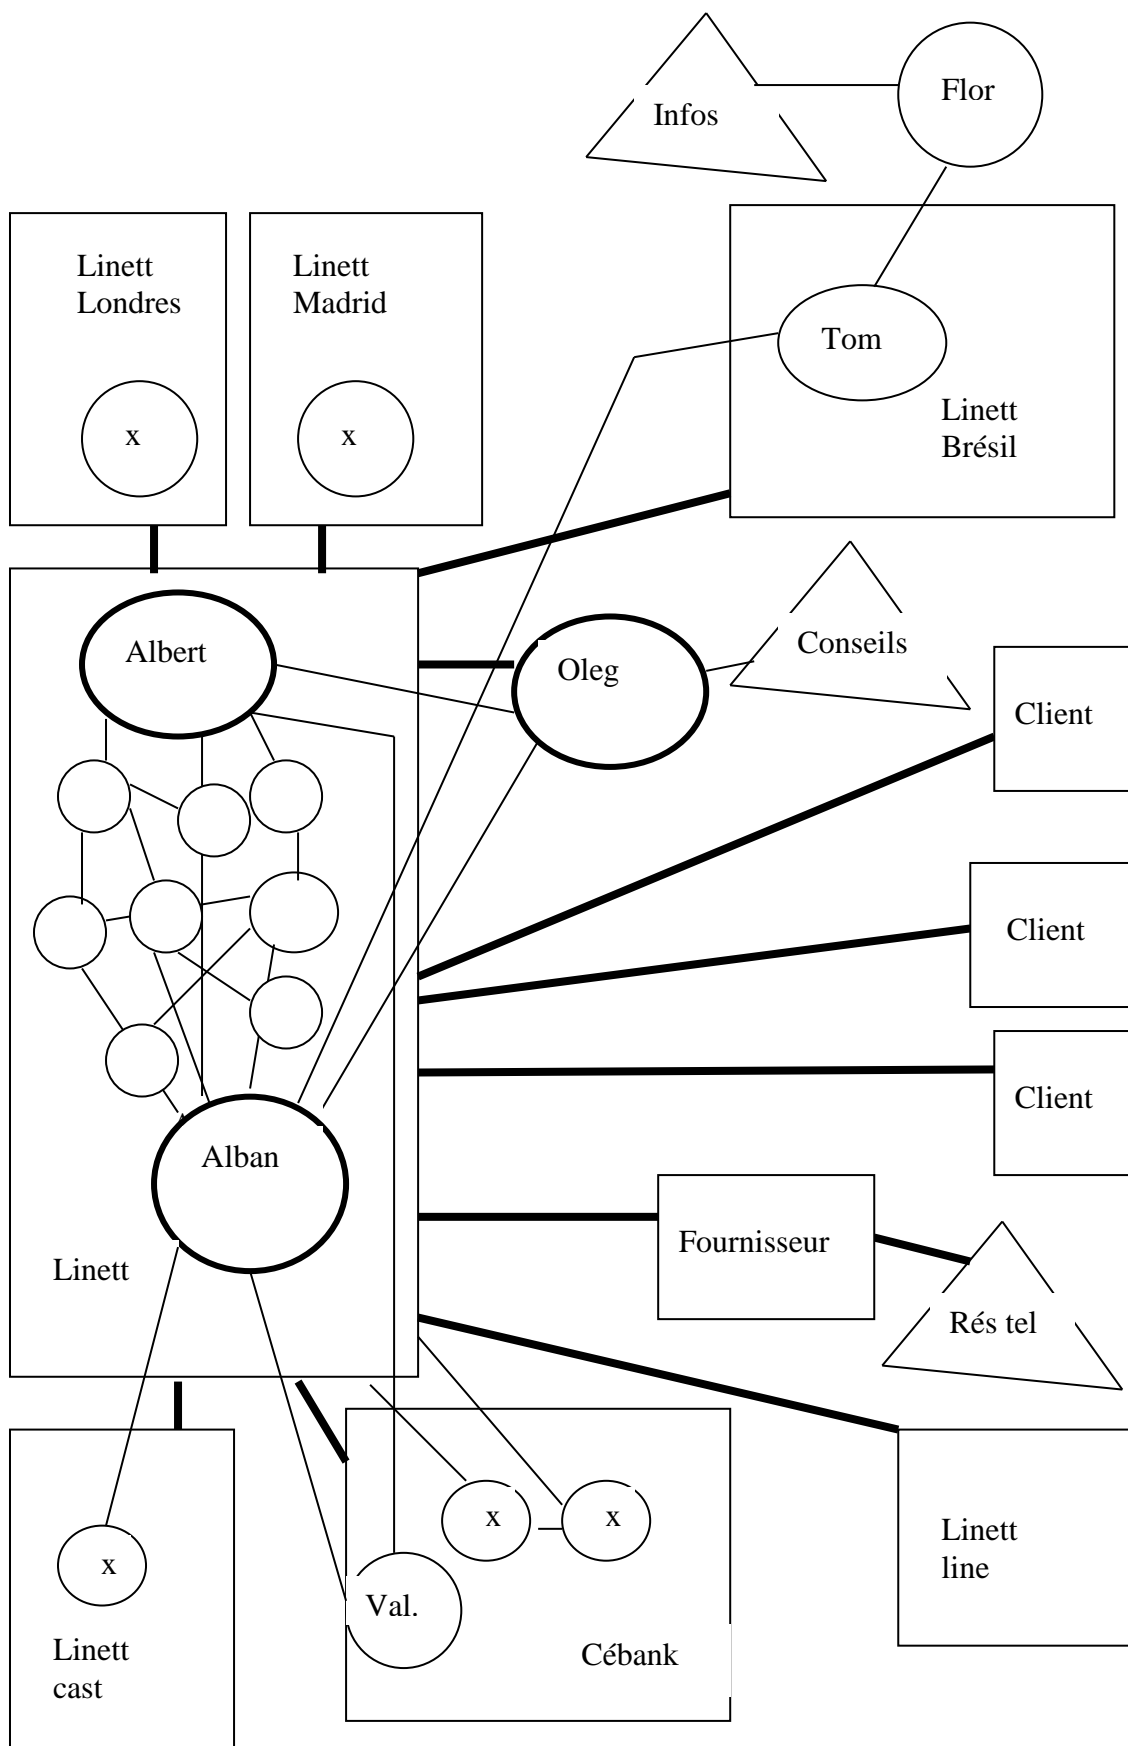 Infos
Flor
Linett
Londres
Linett
Madrid
Tom
Linett
Brésil
x
x
Albert
Oleg
Conseils
Client
Client
Client
Alban
Fournisseur
Linett
Rés tel
x
x
Linett
line
x
Val.
Linett
cast
Cébank